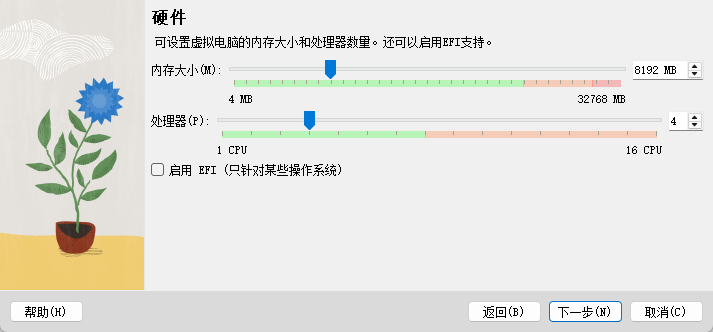 硬件
可设置虚拟电脑的内存大小和处理器数量。还可以启用EFI支持。
内存大小(M):
8192 MB
4 MB
32768 MB
处理器(P):
4
1 CPU
16 CPU
启用 EFI (只针对某些操作系统)
帮助(H)
返回(B)
下一步(N)
取消(C)